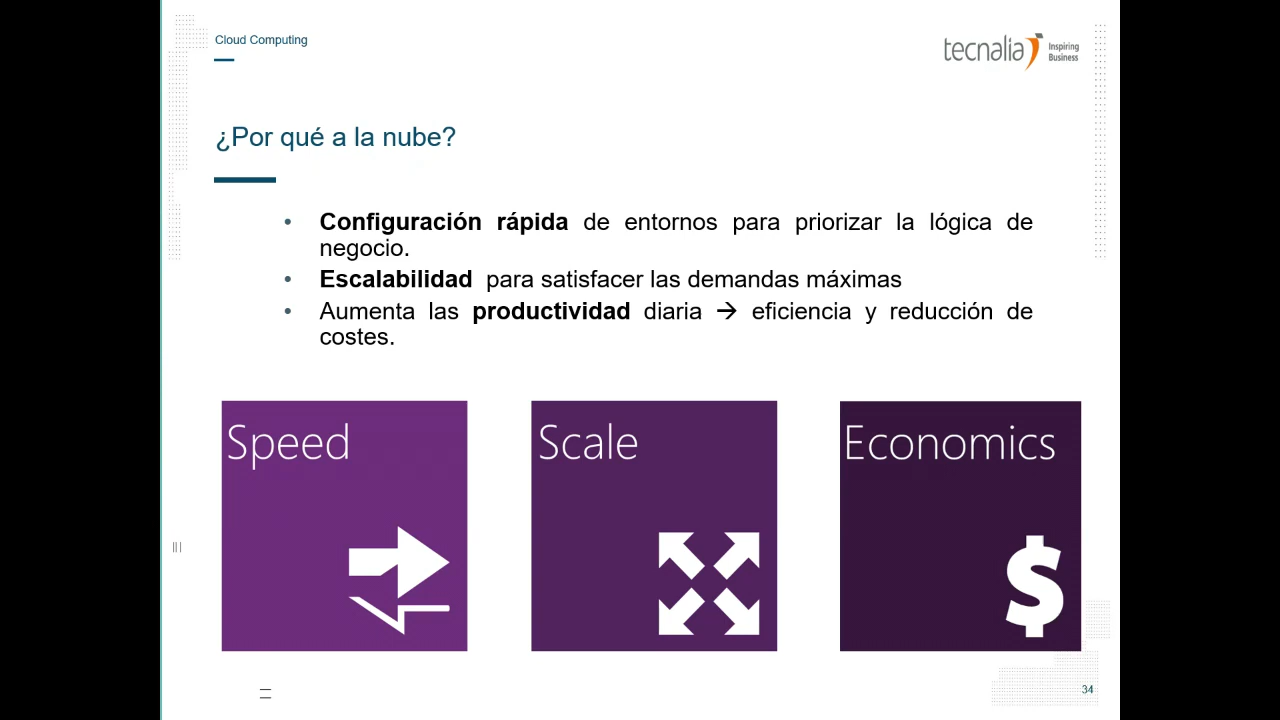 Cloud Computing
tecnalia Inspiring
Business
¿Por qué a la nube?
• Configuración rápida de entornos para priorizar la lógica de
negocio.
• Escalabilidad para satisfacer las demandas máximas
• Aumenta las productividad diaria → eficiencia y reducción de
costes.
Speed
Scale
Economics
$
34